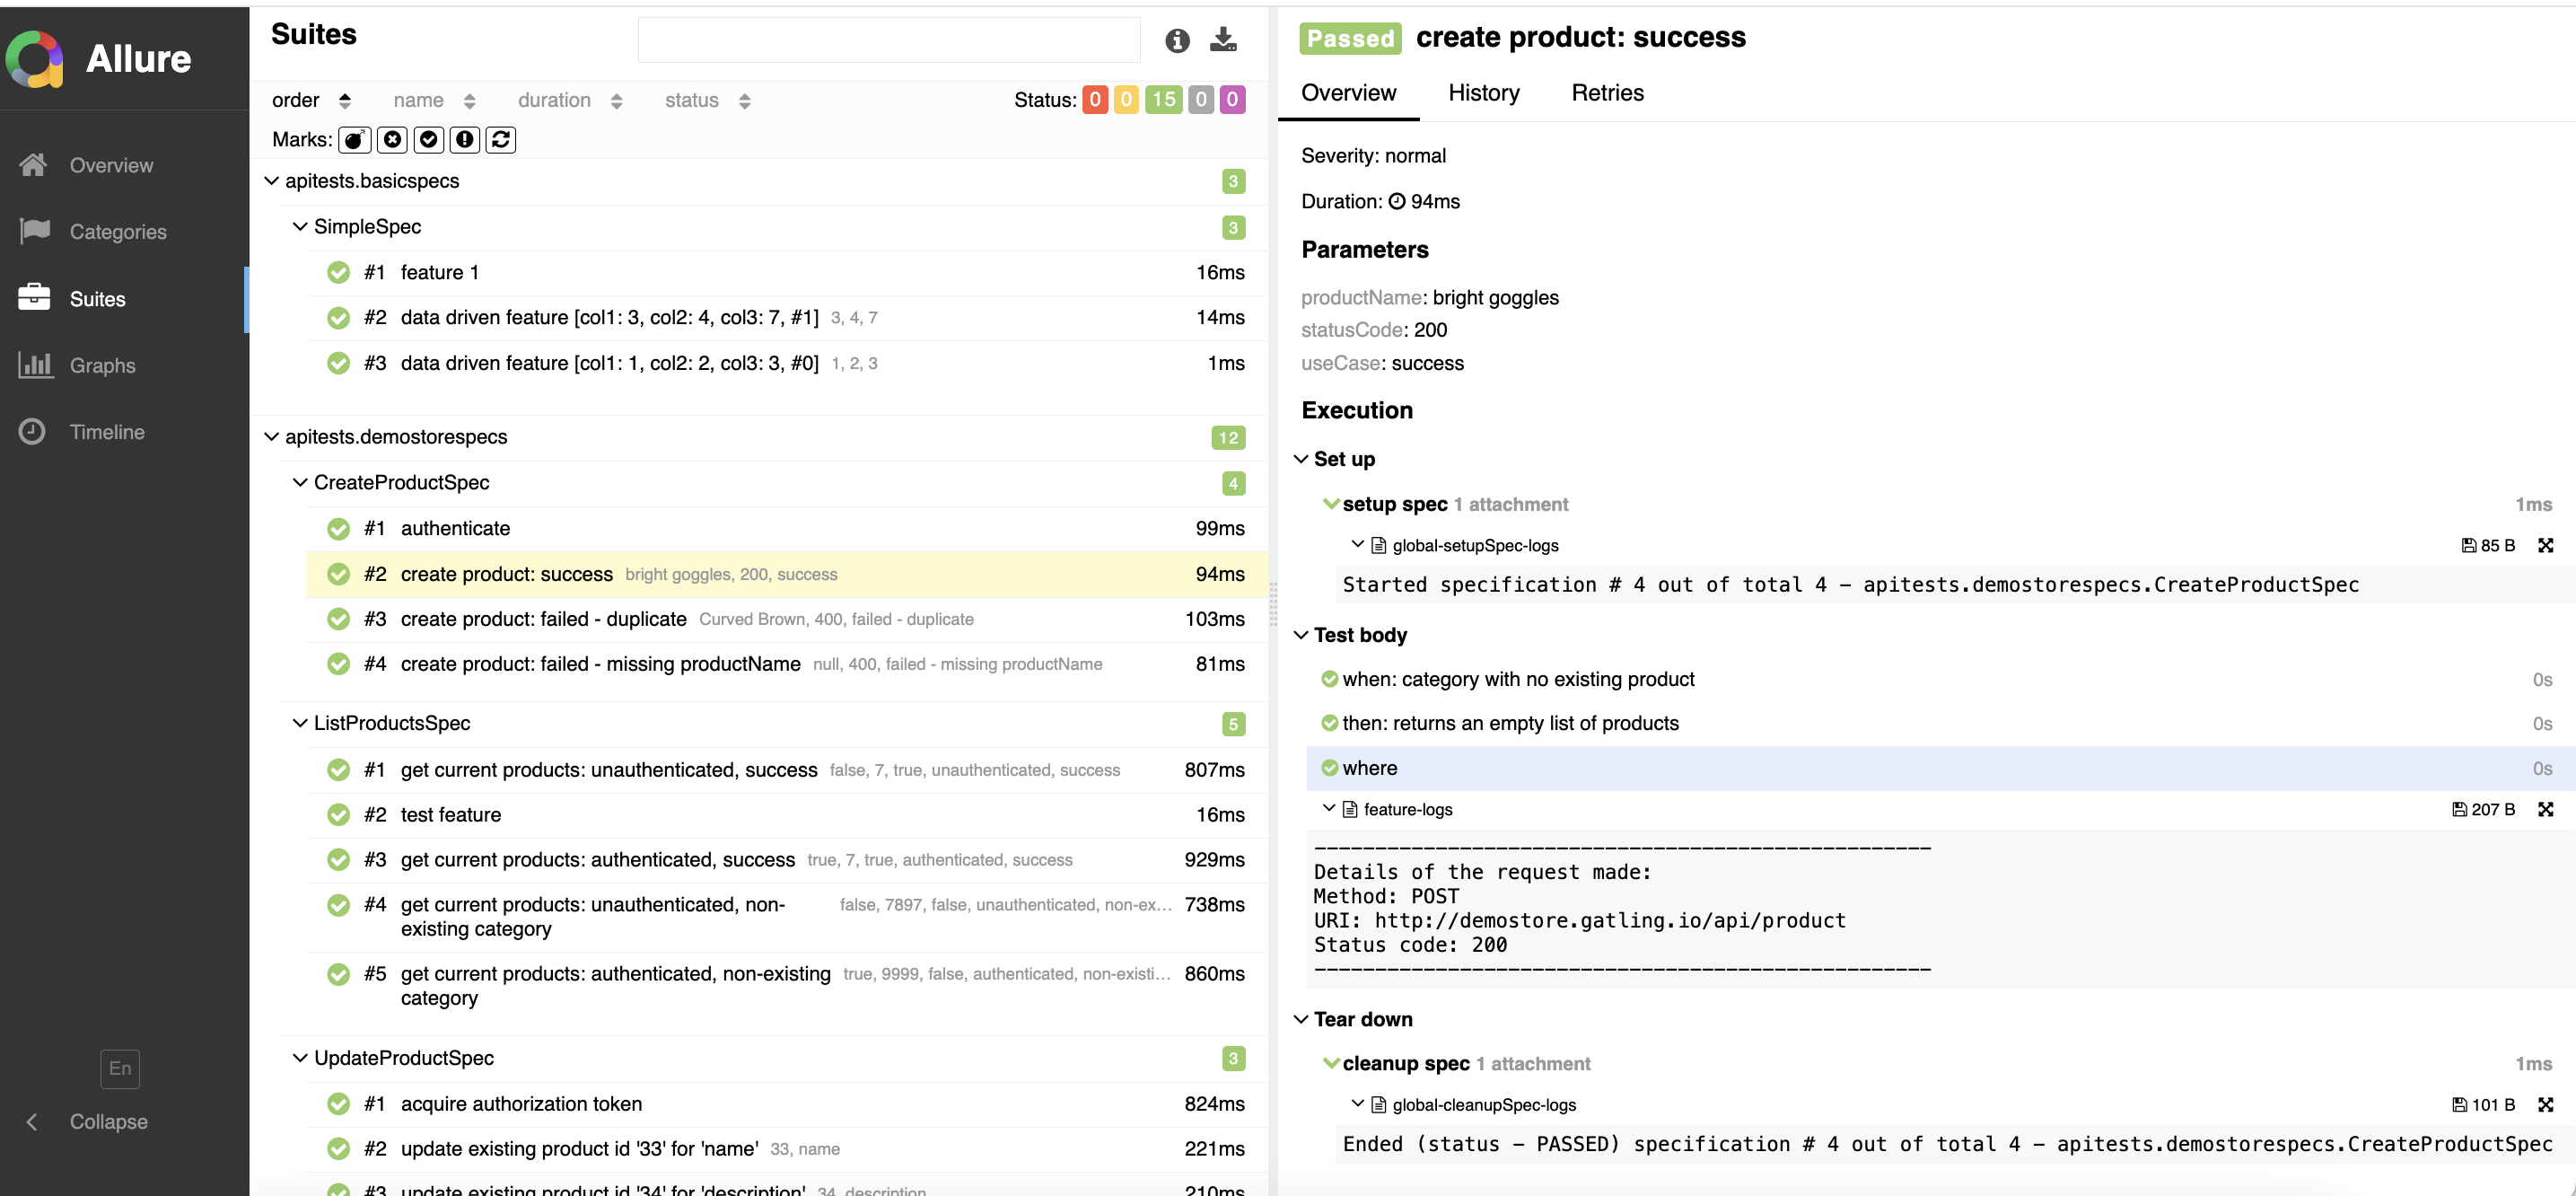 Allure
Overview
Categories
Suites
Graphs
Timeline
En
Collapse
Suites
order name duration status
Status: 0 0 15 0 0
Marks:
apitests.basicspecs 3
SimpleSpec 3
#1 feature 1 16ms
#2 data driven feature [col1: 3, col2: 4, col3: 7, #1] 3, 4, 7 14ms
#3 data driven feature [col1: 1, col2: 2, col3: 3, #0] 1, 2, 3 1ms
apitests.demostorespecs 12
CreateProductSpec 4
#1 authenticate 99ms
#2 create product: success bright goggles, 200, success 94ms
#3 create product: failed - duplicate Curved Brown, 400, failed - duplicate 103ms
#4 create product: failed - missing productName null, 400, failed - missing productName 81ms
ListProductsSpec 5
#1 get current products: unauthenticated, success false, 7, true, unauthenticated, success 807ms
#2 test feature 16ms
#3 get current products: authenticated, success true, 7, true, authenticated, success 929ms
#4 get current products: unauthenticated, non- false, 7897, false, unauthenticated, non-ex... 738ms
existing category
#5 get current products: authenticated, non-existing true, 9999, false, authenticated, non-existi... 860ms
category
UpdateProductSpec 3
#1 acquire authorization token 824ms
#2 update existing product id '33' for 'name' 33, name 221ms
#3 update existing product id '34' for 'description' 34, description 210ms
Passed create product: success
Overview History Retries
Severity: normal
Duration: 94ms
Parameters
productName: bright goggles
statusCode: 200
useCase: success
Execution
Set up
setup spec 1 attachment 1ms
global-setupSpec-logs 85 B
Started specification # 4 out of total 4 - apitests.demostorespecs.CreateProductSpec
Test body
when: category with no existing product 0s
then: returns an empty list of products 0s
where 0s
feature-logs 207 B
---------------------------------------------------
Details of the request made:
Method: POST
URI: http://demostore.gatling.io/api/product
Status code: 200
---------------------------------------------------
Tear down
cleanup spec 1 attachment 1ms
global-cleanupSpec-logs 101 B
Ended (status - PASSED) specification # 4 out of total 4 - apitests.demostorespecs.CreateProductSpec